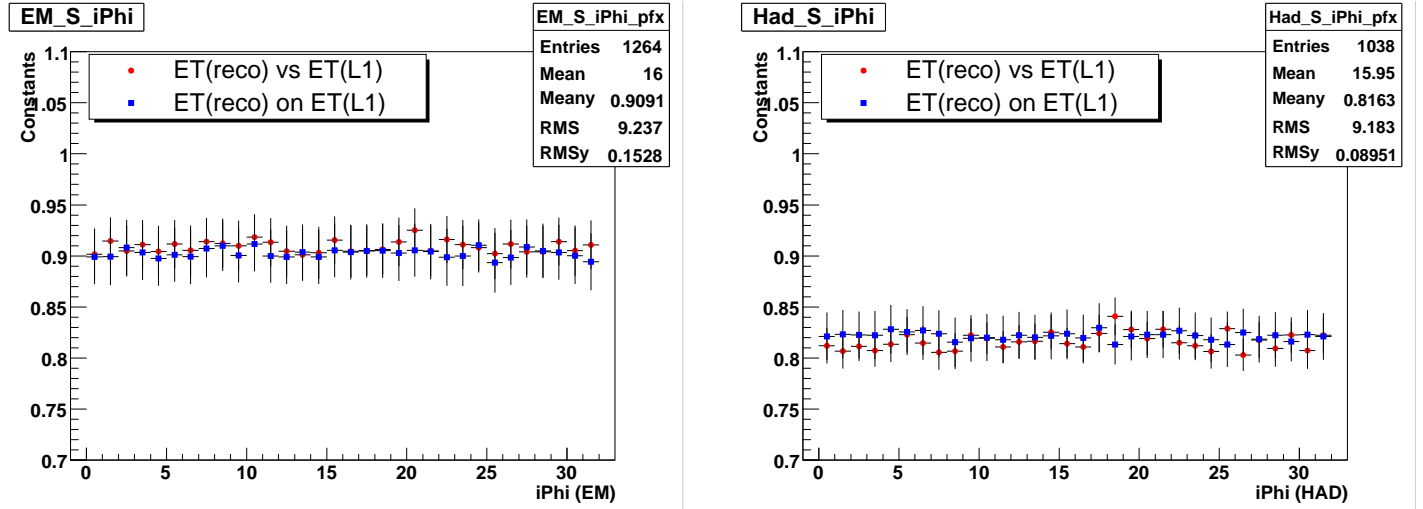 EM_S_iPhi
EM_S_iPhi_pfx
Entries 1264
Mean 16
Meany 0.9091
RMS 9.237
RMSy 0.1528
ET(reco) vs ET(L1)
ET(reco) on ET(L1)
Constants
1.1
1.05
1
0.95
0.9
0.85
0.8
0.75
0.7
0 5 10 15 20 25 30
iPhi (EM)
Had_S_iPhi
Had_S_iPhi_pfx
Entries 1038
Mean 15.95
Meany 0.8163
RMS 9.183
RMSy 0.08951
ET(reco) vs ET(L1)
ET(reco) on ET(L1)
Constants
1.1
1.05
1
0.95
0.9
0.85
0.8
0.75
0.7
0 5 10 15 20 25 30
iPhi (HAD)